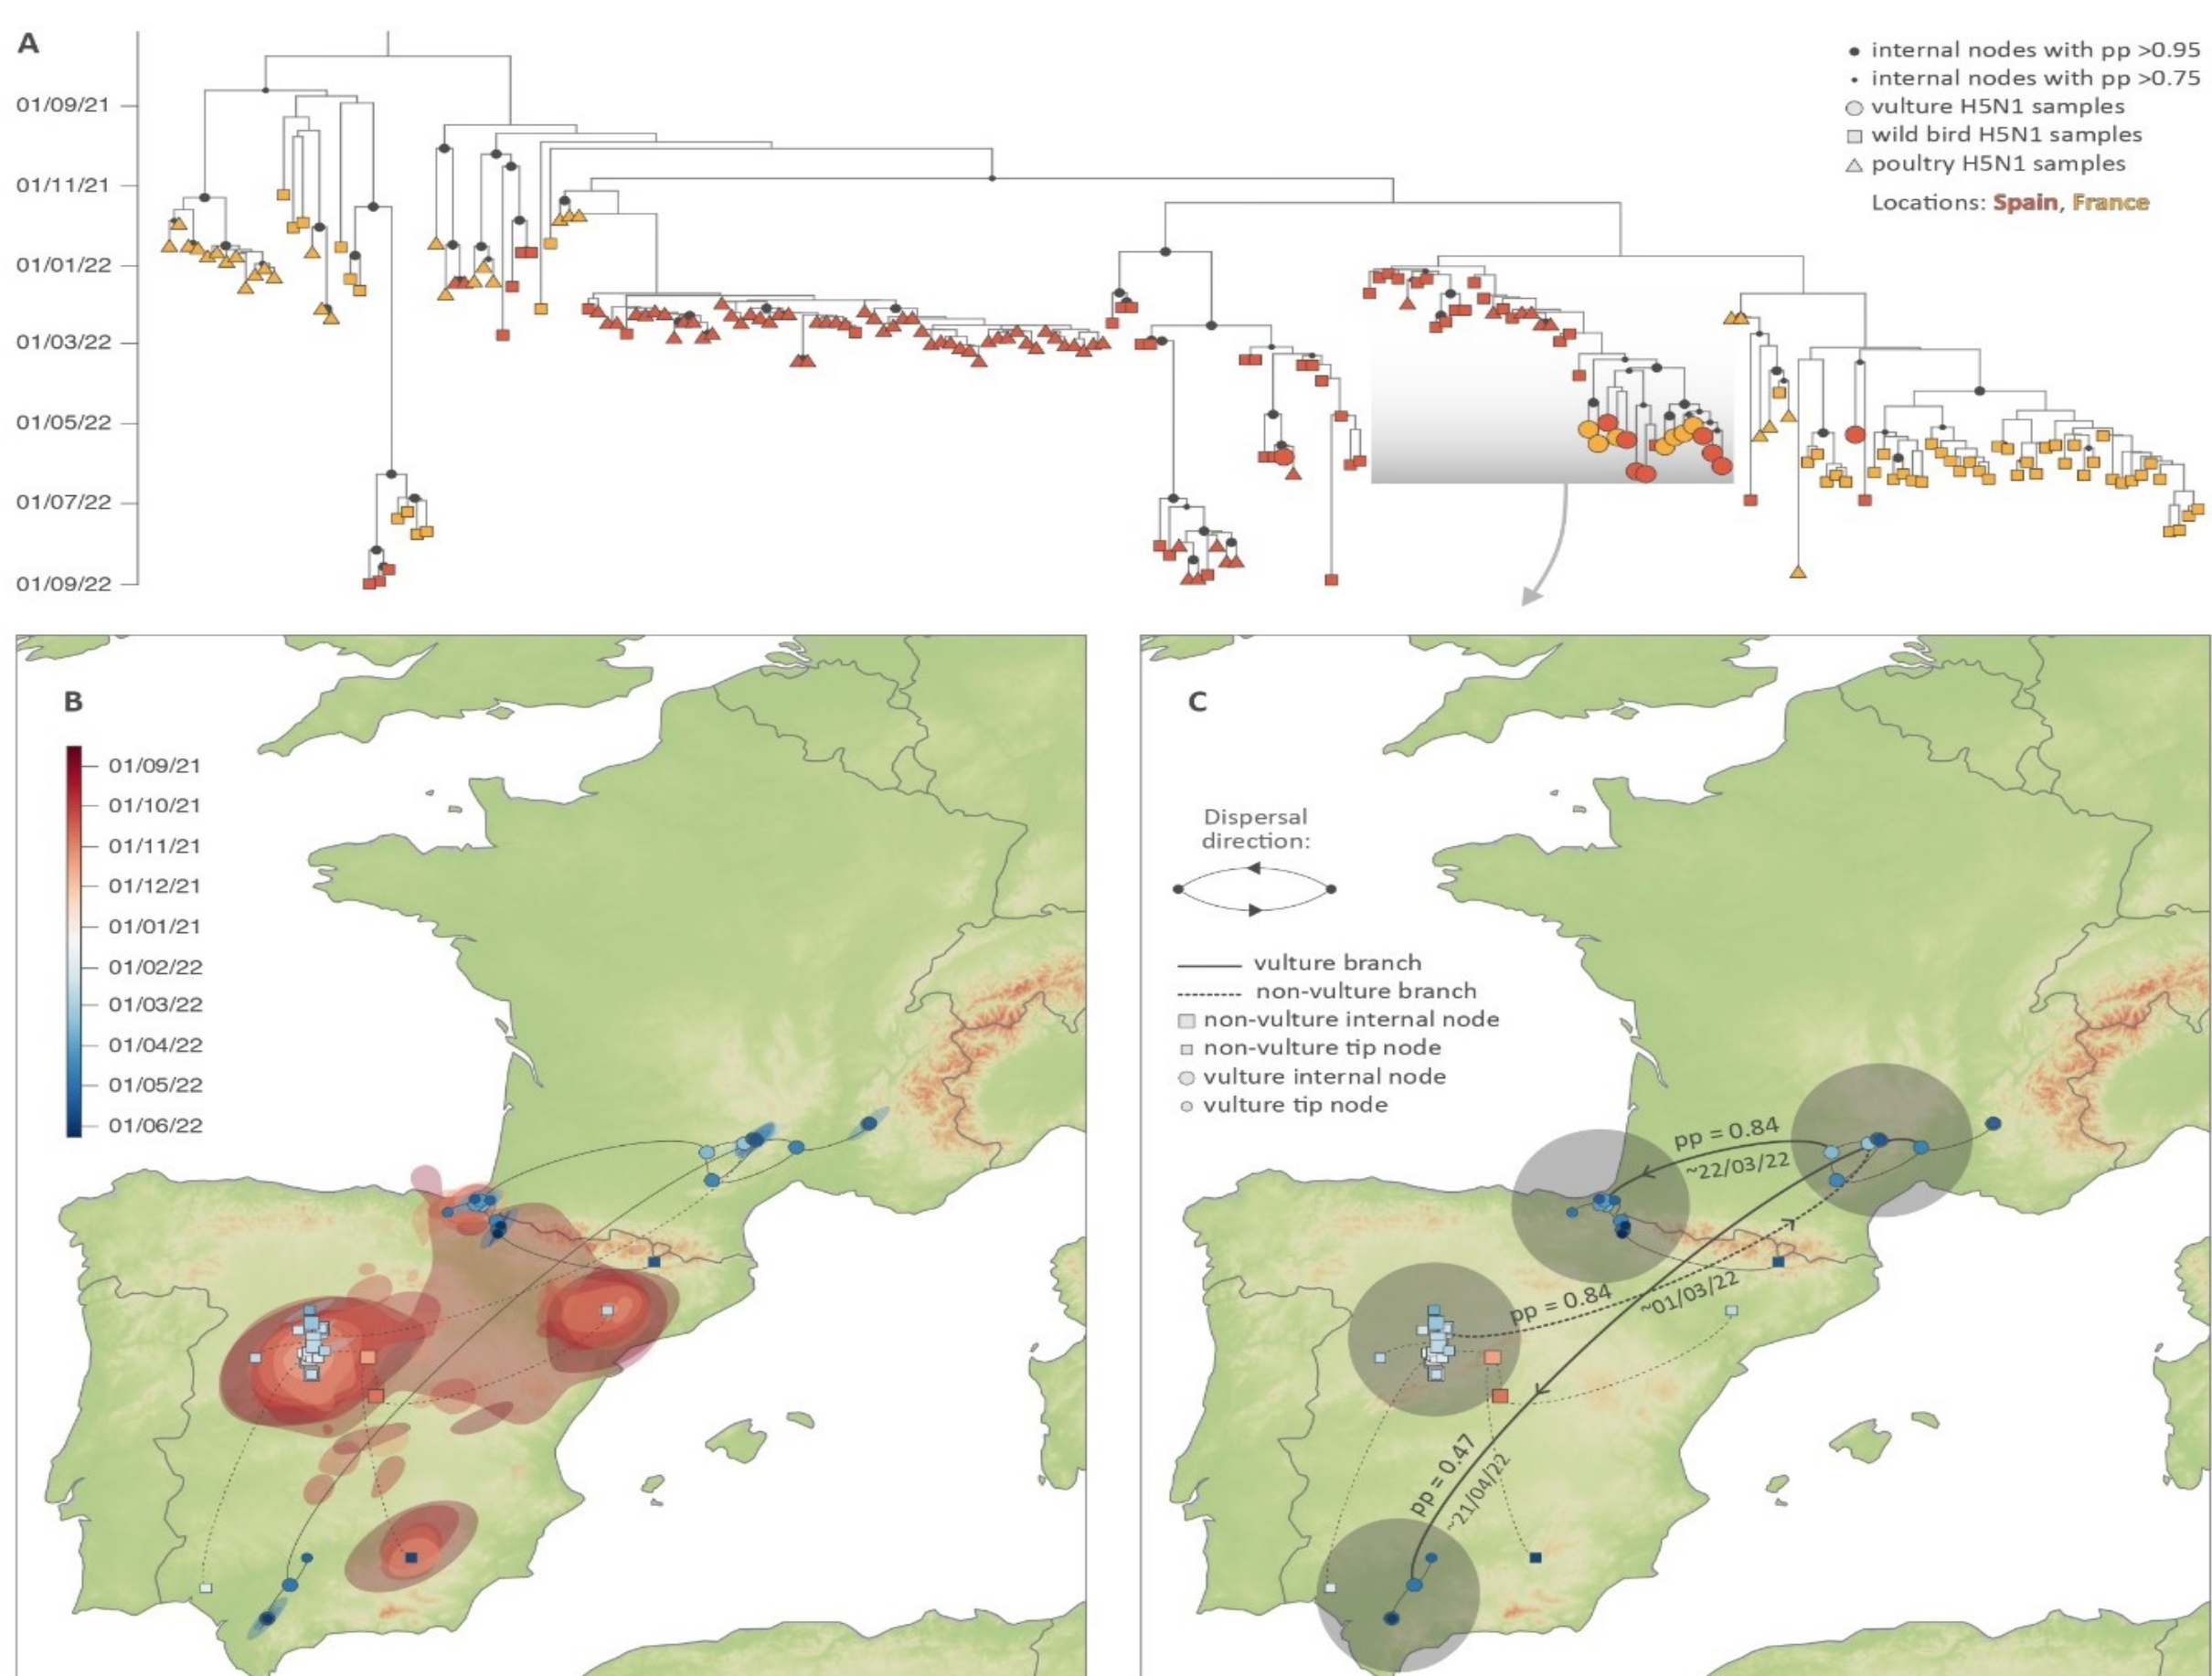 A
01/09/21
01/11/21
01/01/22
01/03/22
01/05/22
01/07/22
01/09/22
internal nodes with pp >0.95
internal nodes with pp >0.75
vulture H5N1 samples
wild bird H5N1 samples
poultry H5N1 samples
Locations: Spain, France
B
01/09/21
01/10/21
01/11/21
01/12/21
01/01/21
01/02/22
01/03/22
01/04/22
01/05/22
01/06/22
C
Dispersal
direction:
vulture branch
non-vulture branch
non-vulture internal node
non-vulture tip node
vulture internal node
vulture tip node
pp = 0.84
~22/03/22
pp = 0.84
~01/03/22
pp = 0.47
~21/04/22